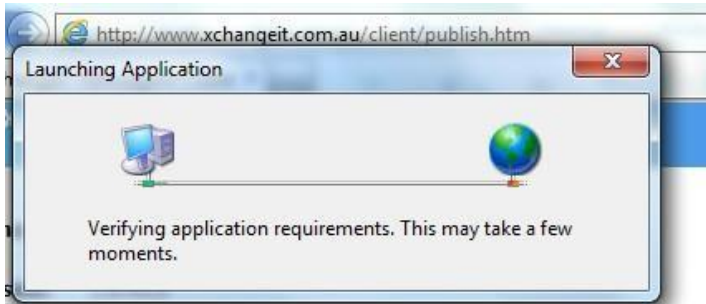 http://www.xchangeit.com.au/client/publish.htm
Launching Application
Verifying application requirements. This may take a few
moments.